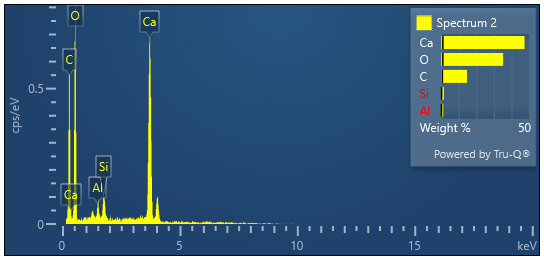 O
Ca
C
0.5
cps/eV
Si
Al
Ca
0
0 5 10 15 keV
Spectrum 2
Ca
O
C
Si
Al
Weight % 50
Powered by Tru-Q®